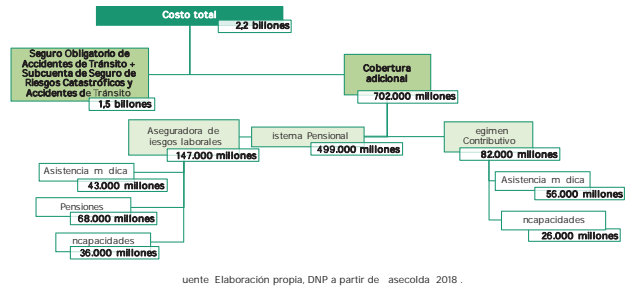 Costo total
2,2 billones
Seguro Obligatorio de
Accidentes de Tránsito +
Subcuenta de Seguro de
Riesgos Catastróficos y
Accidentes de Tránsito
1,5 billones
Cobertura
adicional
702.000 millones
Aseguradora de
iesgos laborales
147.000 millones
istema Pensional
499.000 millones
egimen
Contributivo
82.000 millones
Asistencia m dica
43.000 millones
Pensiones
68.000 millones
ncapacidades
36.000 millones
Asistencia m dica
56.000 millones
ncapacidades
26.000 millones
uente Elaboración propia, DNP a partir de asecolda 2018 .